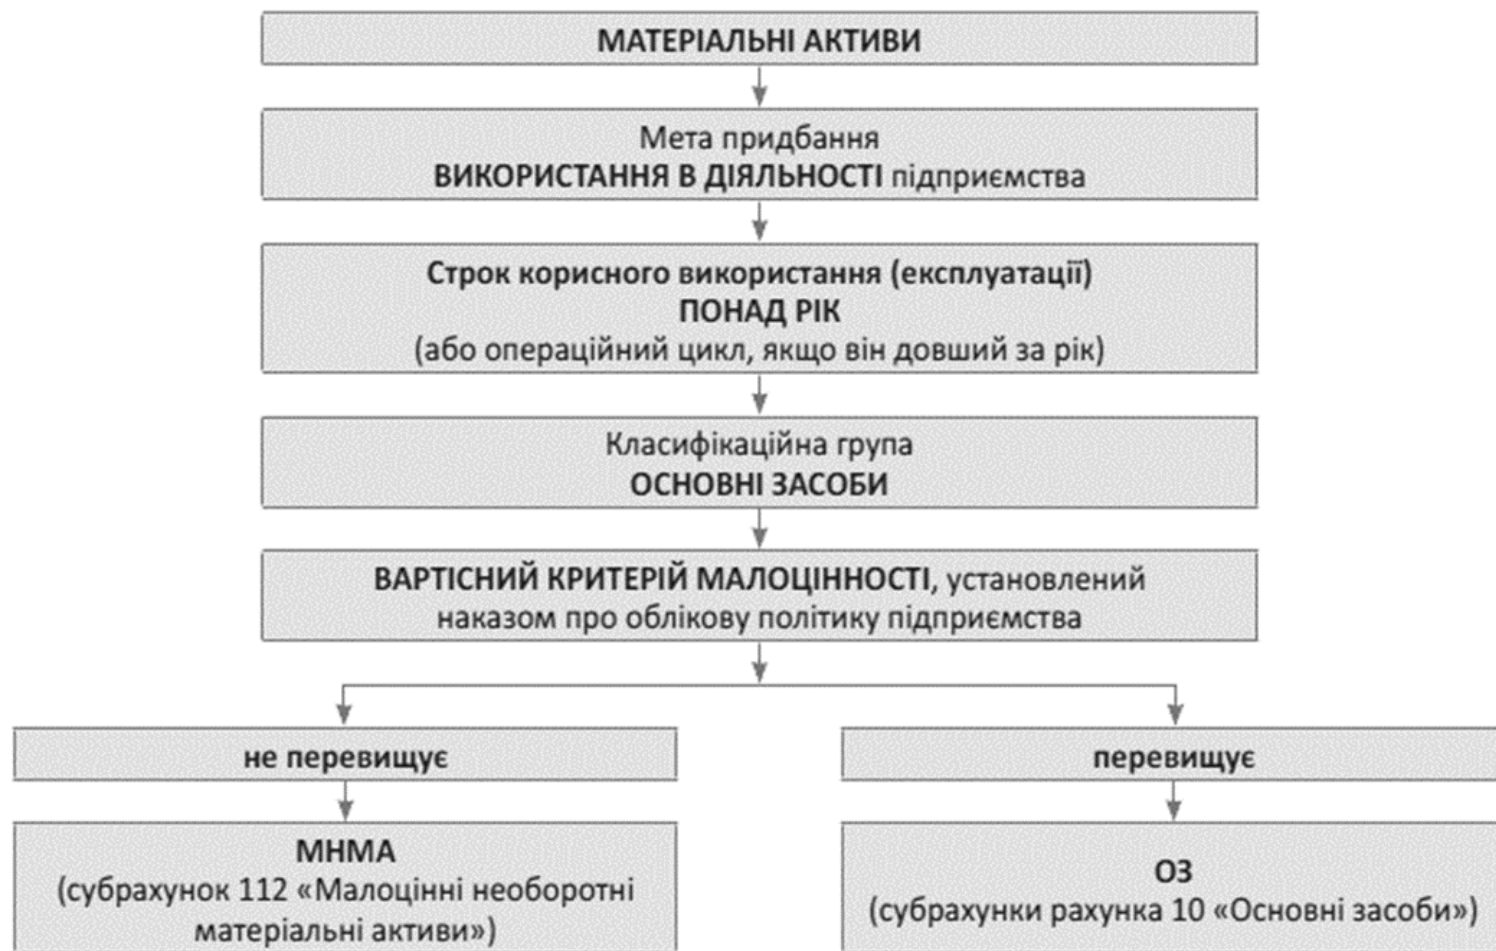 МАТЕРІАЛЬНІ АКТИВИ
Мета придбання
ВИКОРИСТАННЯ В ДІЯЛЬНОСТІ підприємства
Строк корисного використання (експлуатації)
ПОНАД РІК
(або операційний цикл, якщо він довший за рік)
Класифікаційна група
ОСНОВНІ ЗАСОБИ
ВАРТІСНИЙ КРИТЕРІЙ МАЛОЦІННОСТІ, установлений
наказом про облікову політику підприємства
не перевищує
перевищує
МНМА
(субрахунок 112 «Малоцінні необоротні
матеріальні активи»)
ОЗ
(субрахунки рахунка 10 «Основні засоби»)